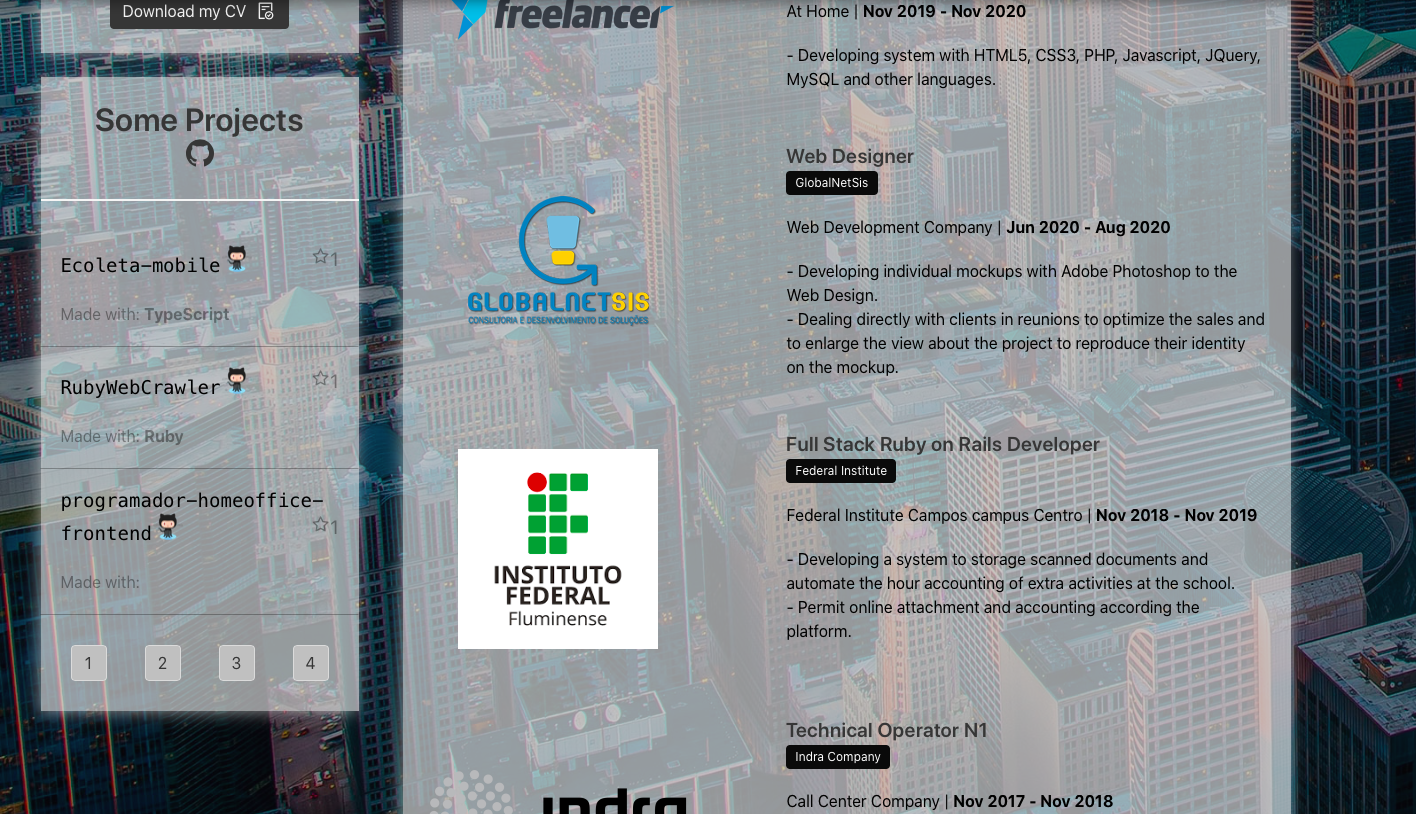 Download my CV
Some Projects
Ecoleta-mobile
1
Made with: TypeScript
RubyWebCrawler
1
Made with: Ruby
programador-homeoffice-
frontend
1
Made with:
1 2 3 4
freelancer
At Home | Nov 2019 - Nov 2020
- Developing system with HTML5, CSS3, PHP, Javascript, JQuery,
MySQL and other languages.
GLOBALNETSIS
CONSULTORIA E DESENVOLVIMENTO DE SOLUÇÕES
Web Designer
GlobalNetSis
Web Development Company | Jun 2020 - Aug 2020
- Developing individual mockups with Adobe Photoshop to the
Web Design.
- Dealing directly with clients in reunions to optimize the sales and
to enlarge the view about the project to reproduce their identity
on the mockup.
INSTITUTO
FEDERAL
Fluminense
Full Stack Ruby on Rails Developer
Federal Institute
Federal Institute Campos campus Centro | Nov 2018 - Nov 2019
- Developing a system to storage scanned documents and
automate the hour accounting of extra activities at the school.
- Permit online attachment and accounting according the
platform.
indra
Technical Operator N1
Indra Company
Call Center Company | Nov 2017 - Nov 2018